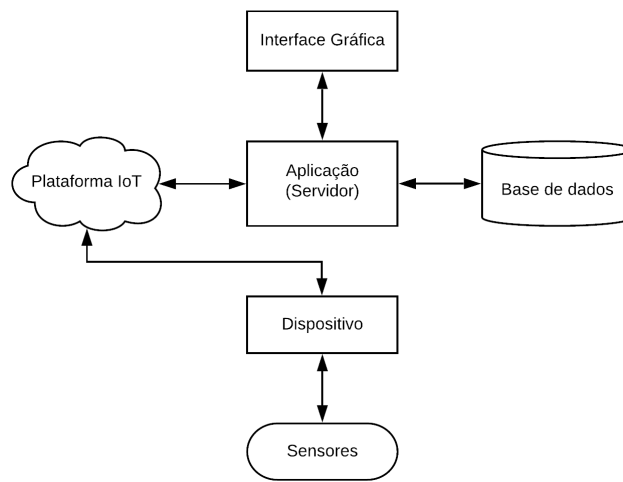 Interface Gráfica
Plataforma IoT
Aplicação
(Servidor)
Base de dados
Dispositivo
Sensores